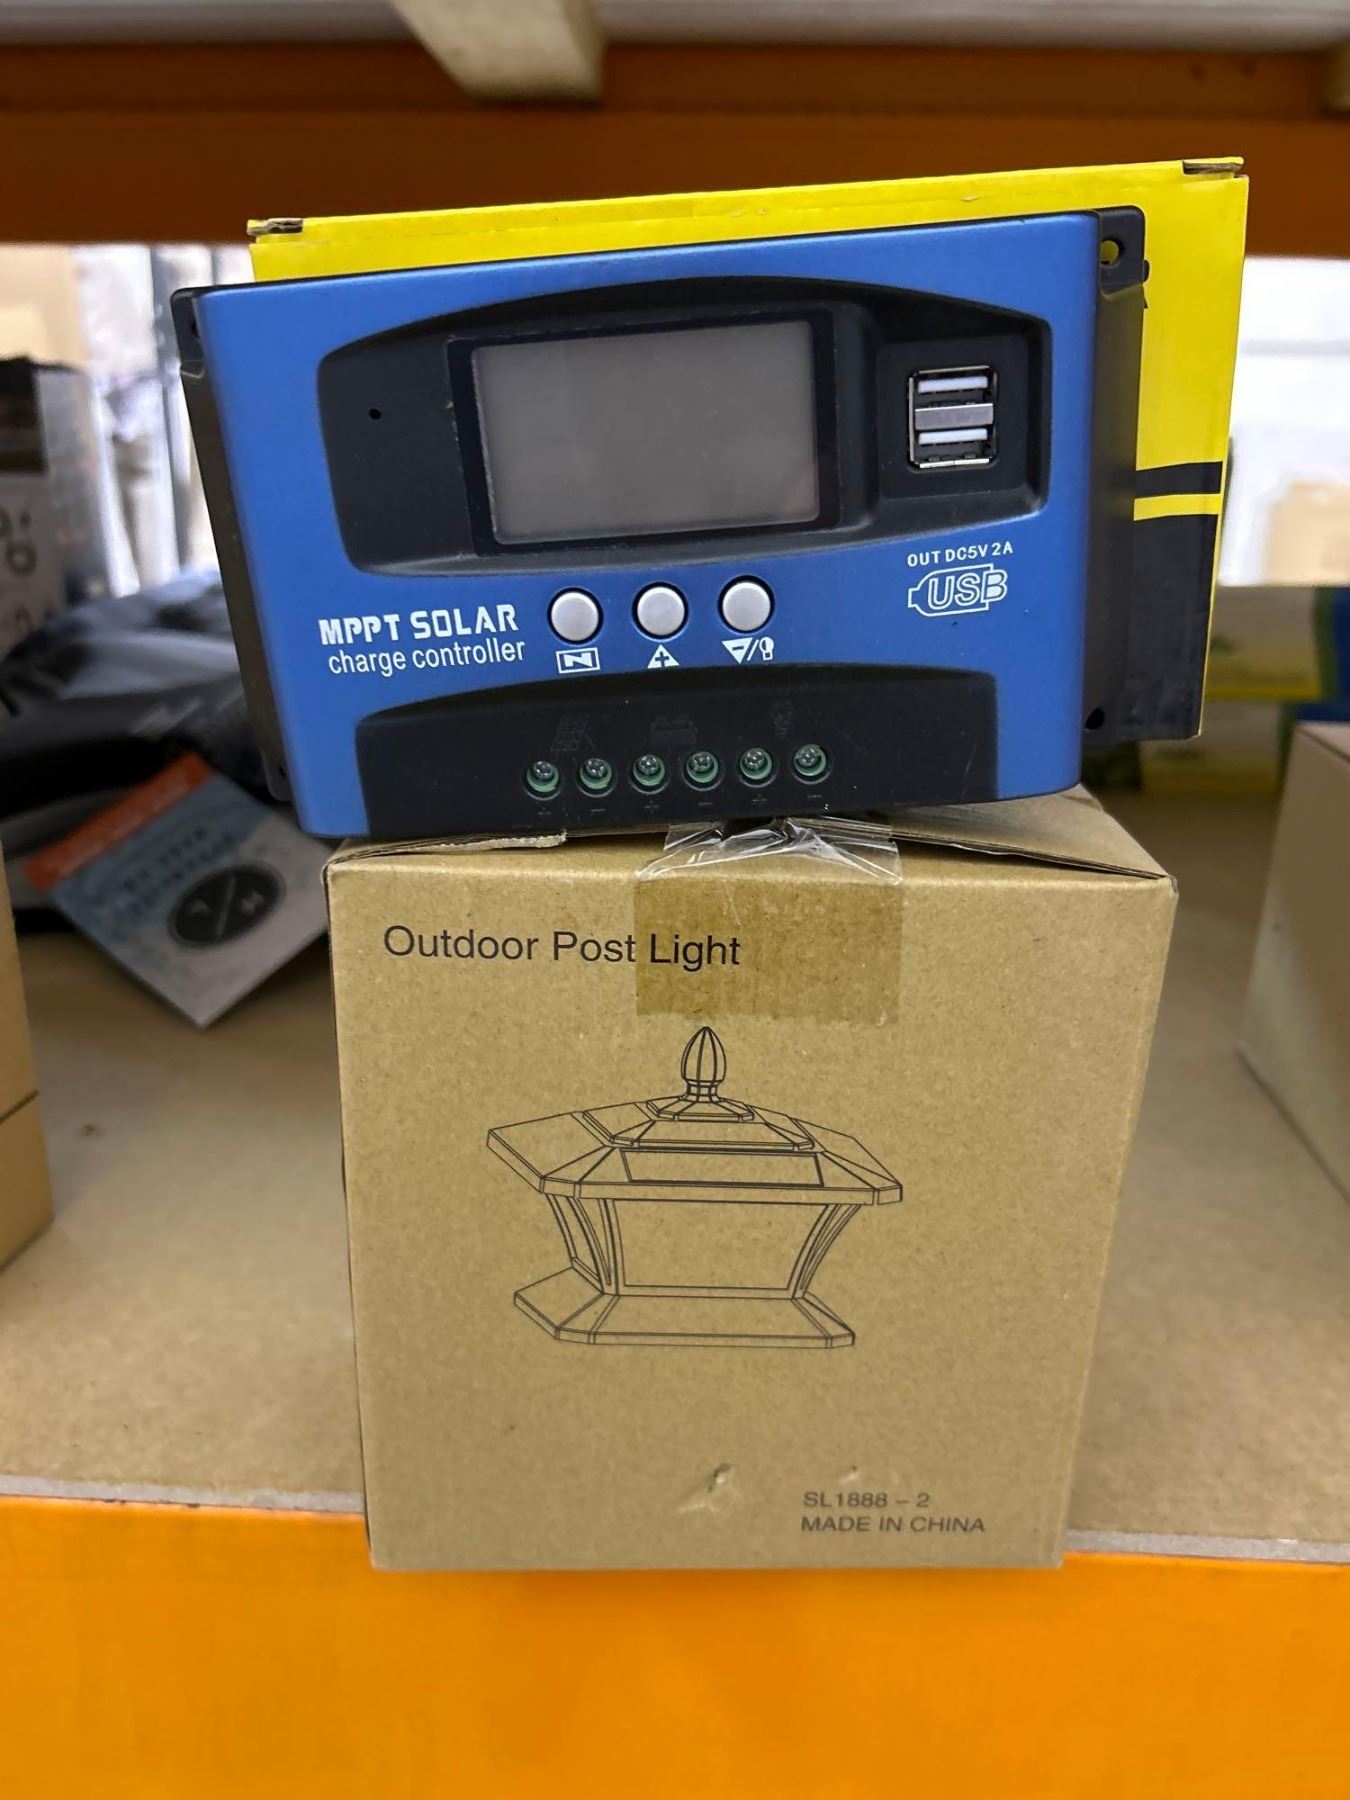 OUT DC5V 2A
USB
MPPT SOLAR
charge controller
Outdoor Post Light
SL1888 - 2
MADE IN CHINA